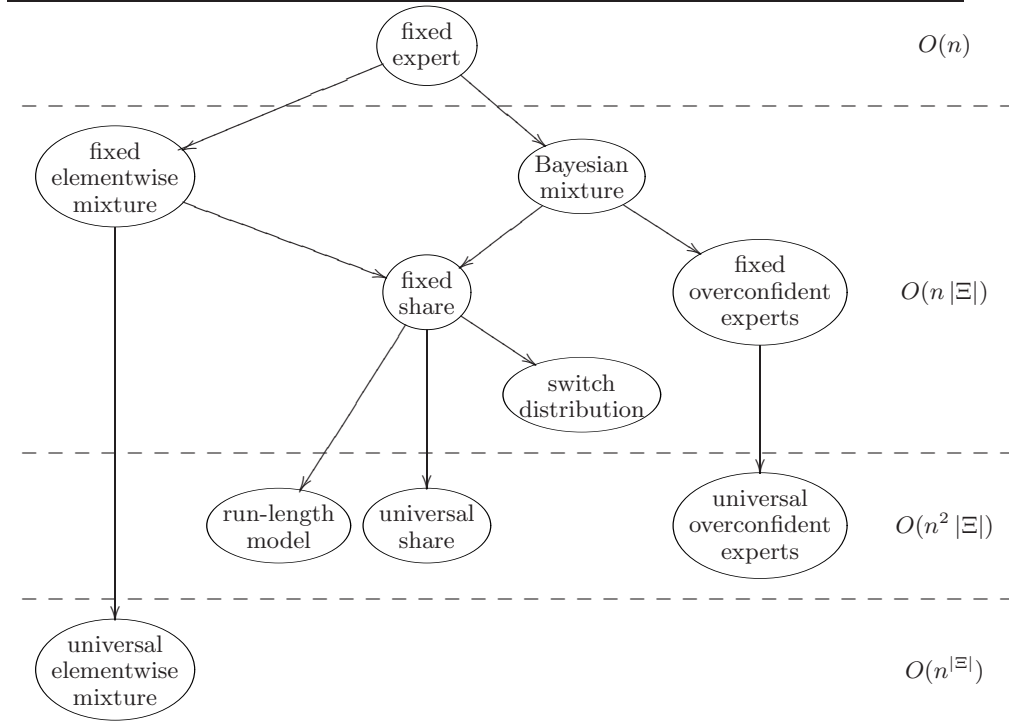 fixed
expert
O(n)
fixed
elementwise
mixture
Bayesian
mixture
fixed
share
fixed
overconfident
experts
O(n |Ξ|)
switch
distribution
run-length
model
universal
share
universal
overconfident
experts
O(n² |Ξ|)
universal
elementwise
mixture
O(n^{|Ξ|})